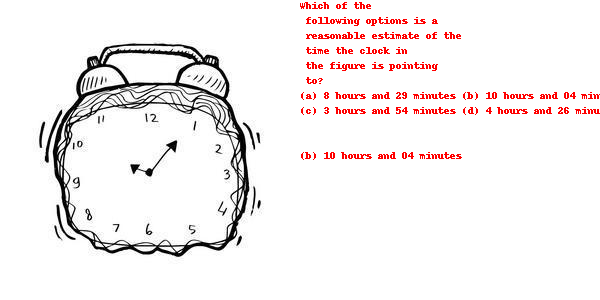 Which of the
following options is a
reasonable estimate of the
time the clock in
the figure is pointing
to?
(a) 8 hours and 29 minutes (b) 10 hours and 04
(c) 3 hours and 54 minutes (d) 4 hours and 26
(b) 10 hours and 04 minutes
11 12 1
10 2
9 3
8 4
7 6 5